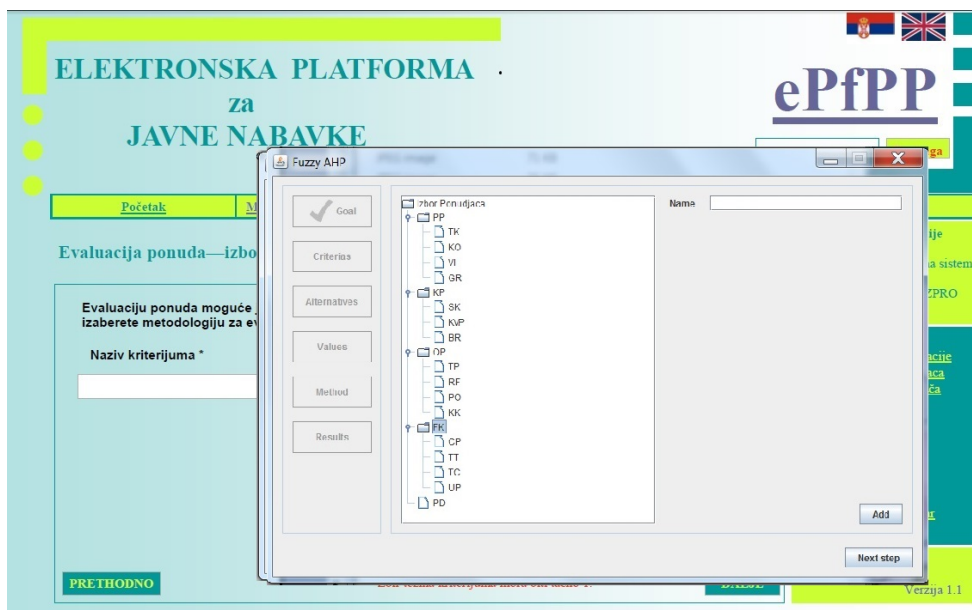 ELEKTRONSKA PLATFORMA
za
JAVNE NABAVKE
ePfPP
ga
Početak
M
Evaluacija ponuda—izbo
Evaluaciju ponuda moguće j
izaberete metodologiju za ev
Naziv kriterijuma *
PRETHODNO
Fuzzy AHP
Goal
Criterias
Alternatives
Values
Method
Results
Izbor Ponudjaca
PP
TK
KO
VI
GR
KP
SK
KVP
BR
OP
TP
RF
PO
KK
FK
CP
TT
TC
UP
PD
Name
Add
Next step
ije
na sistem
ZPRO
acije
aca
ča
Verzija 1.1